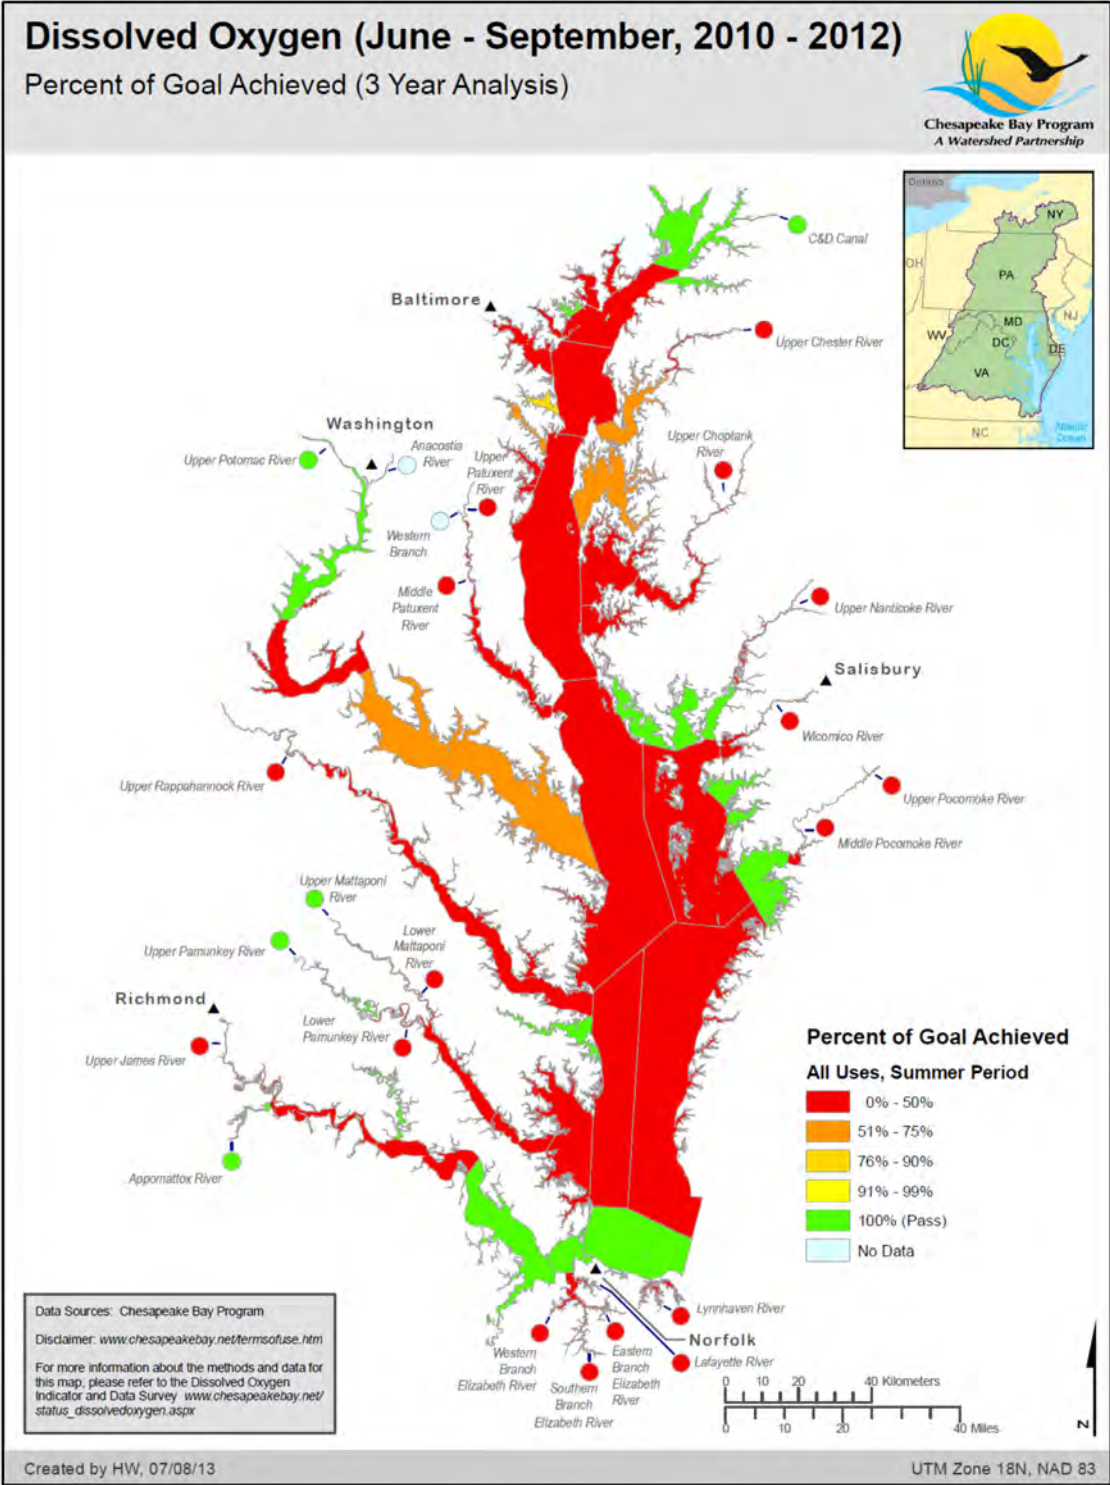 Dissolved Oxygen (June - September, 2010 - 2012)
Percent of Goal Achieved (3 Year Analysis)
Chesapeake Bay Program
A Watershed Partnership
Ontario
NY
OH
PA
NJ
MD
WV
DC
DE
VA
NC
Atlantic
Ocean
C&D Canal
Baltimore
Upper Chester River
Washington
Anacostia
River
Upper Potomac River
Upper
Patuxent
River
Upper Choptank
River
Western
Branch
Middle
Patuxent
River
Upper Nanticoke River
Salisbury
Wicomico River
Upper Rappahannock River
Upper Pocomoke River
Middle Pocomoke River
Upper Mattaponi
River
Lower
Mattaponi
River
Upper Pamunkey River
Richmond
Lower
Pamunkey River
Upper James River
Appomattox River
Percent of Goal Achieved
All Uses, Summer Period
0% - 50%
51% - 75%
76% - 90%
91% - 99%
100% (Pass)
No Data
Lynnhaven River
Norfolk
Lafayette River
Western
Branch
Elizabeth River
Eastern
Branch
Elizabeth
River
Southern
Branch
Elizabeth River
0 10 20 40 Kilometers
0 10 20 40 Miles
N
Data Sources: Chesapeake Bay Program
Disclaimer: www.chesapeakebay.net/termsofuse.htm
For more information about the methods and data for
this map, please refer to the Dissolved Oxygen
Indicator and Data Survey www.chesapeakebay.net/
status_dissolvedoxygen.aspx
Created by HW, 07/08/13
UTM Zone 18N, NAD 83